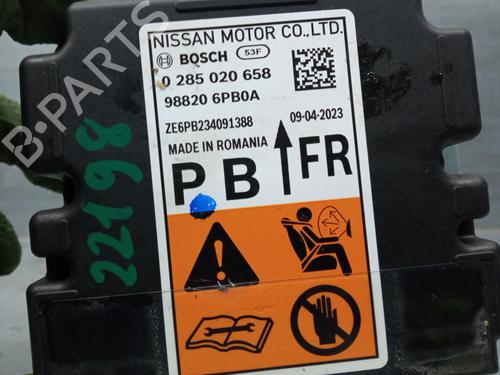 NISSAN MOTOR CO.,LTD.
BOSCH 53F
0 285 020 658
98820 6PB0A
ZE6PB234091388 09-04-2023
MADE IN ROMANIA
P B FR
22198
B-PARTS